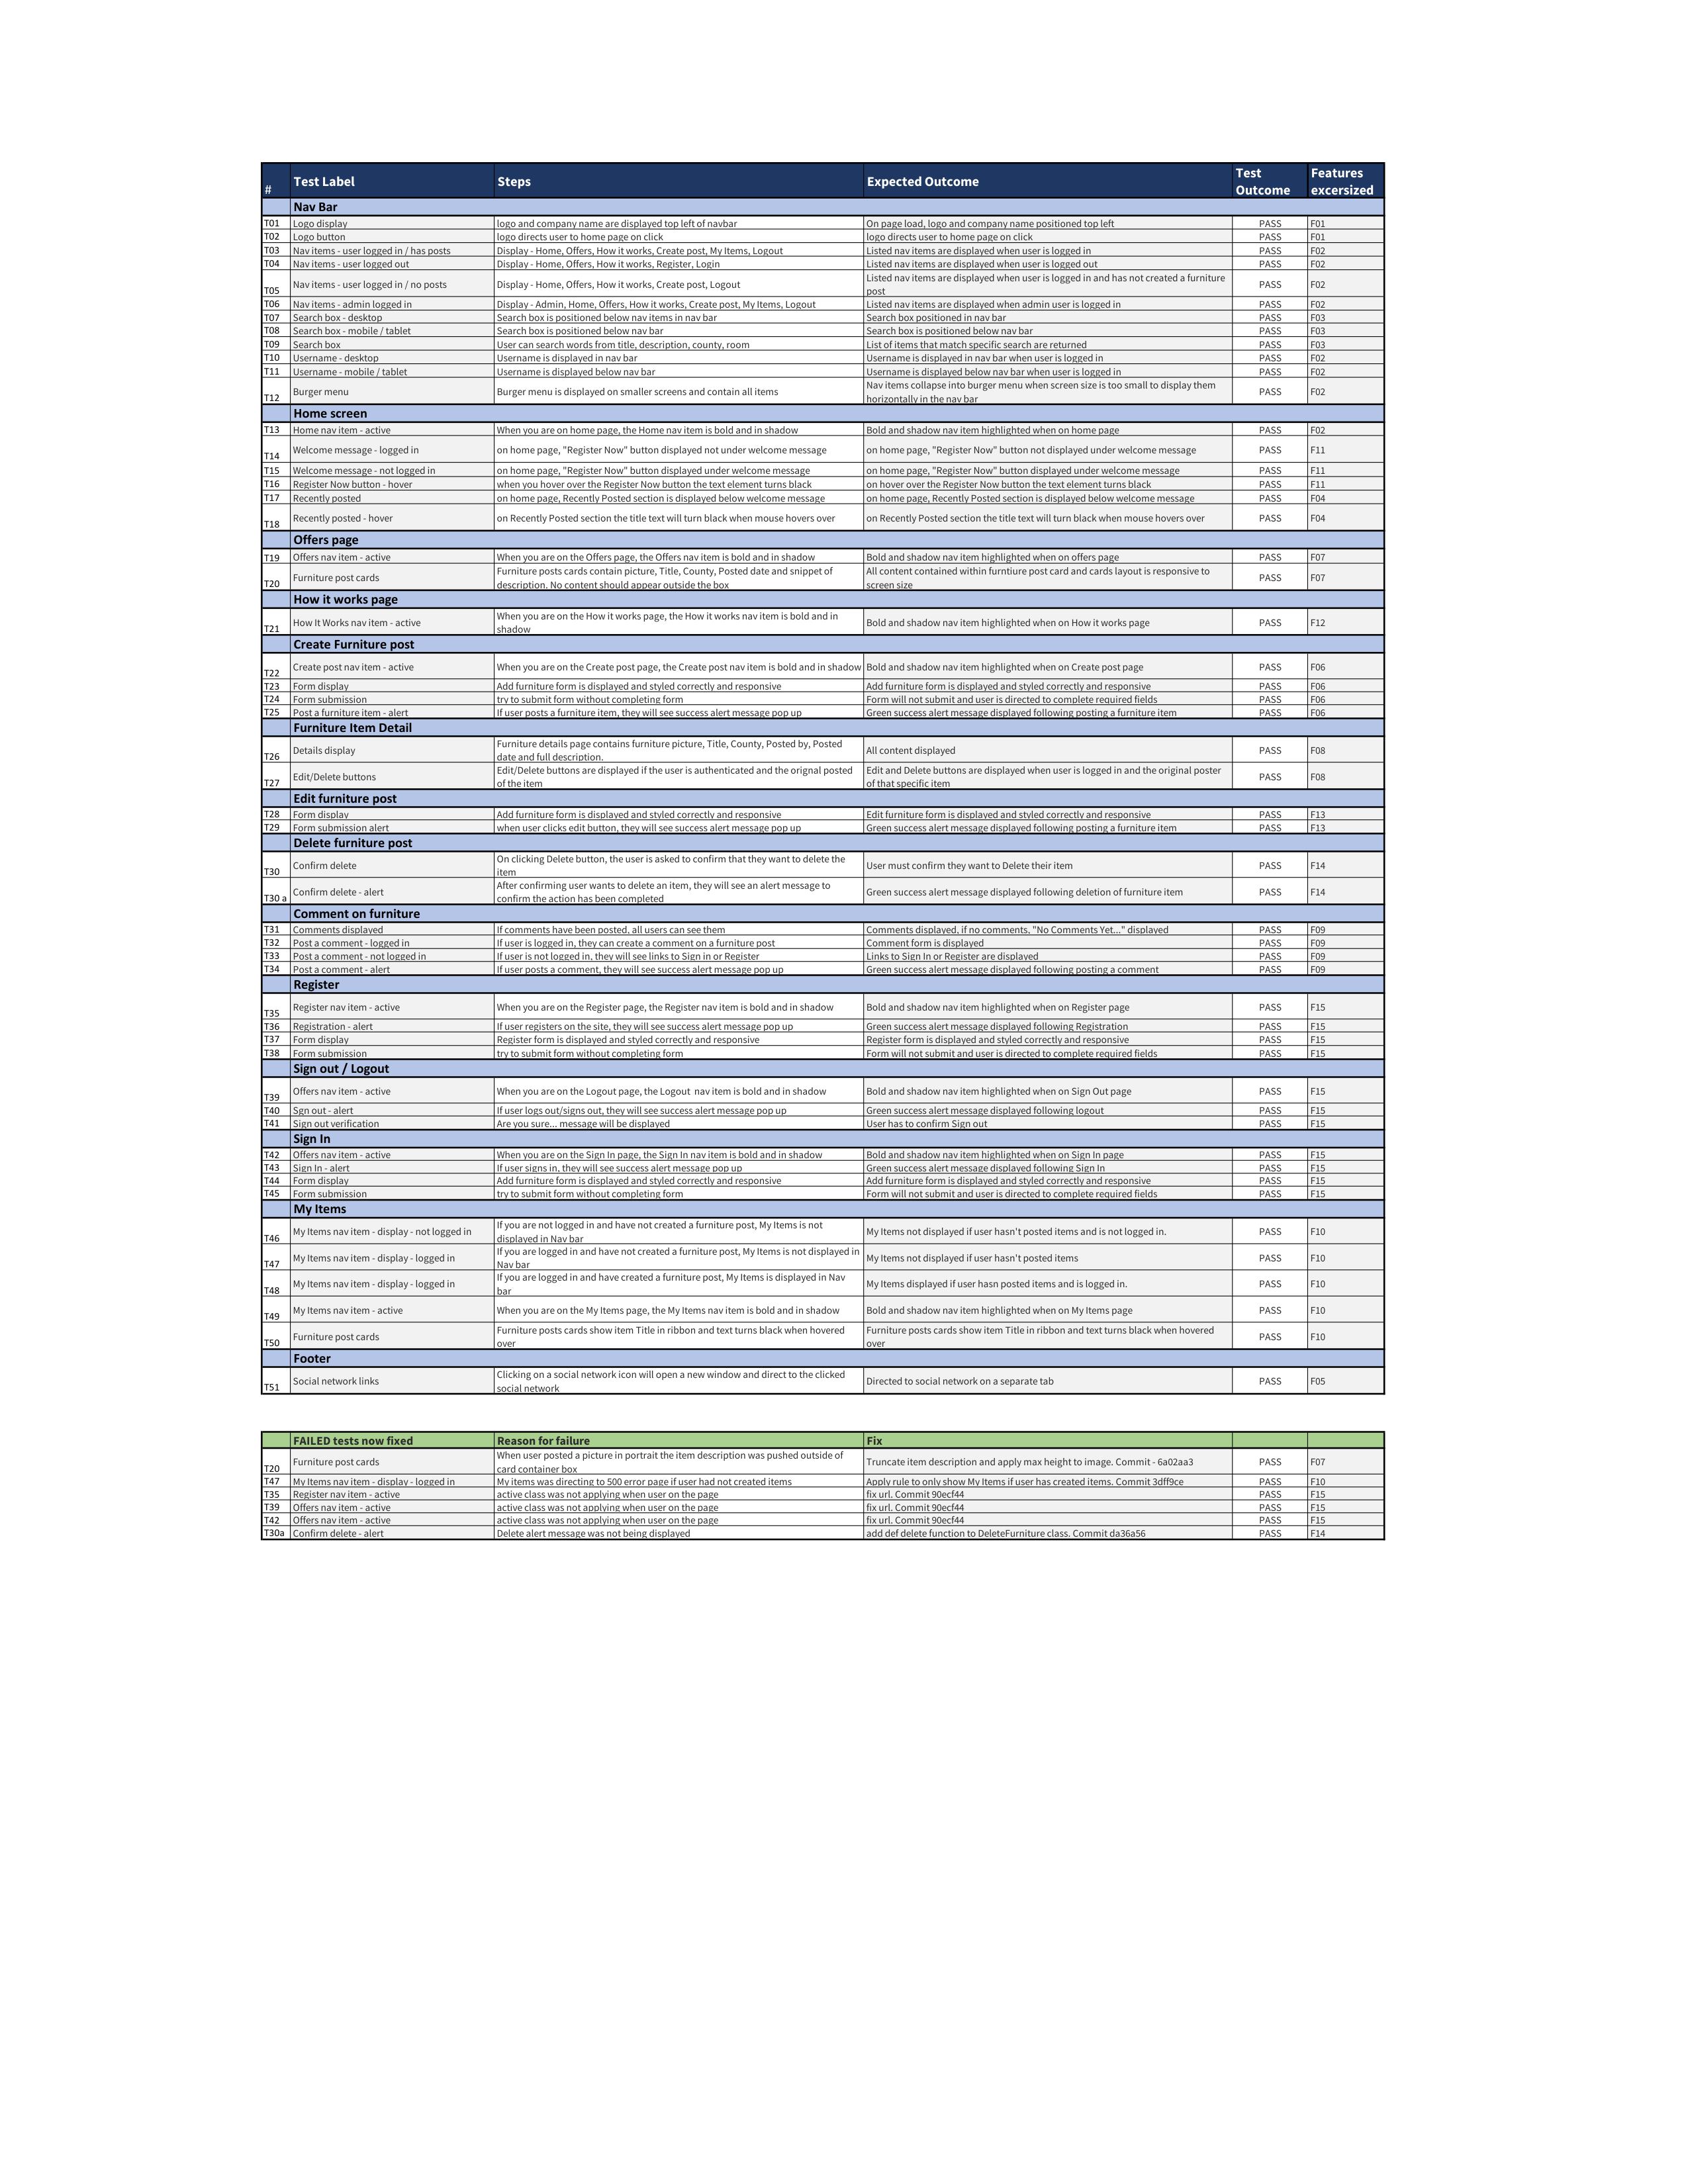 # Test Label Steps Expected Outcome Test Outcome Features excersized
Nav Bar
T01 Logo display logo and company name are displayed top left of navbar On page load, logo and company name positioned top left PASS F01
T02 Logo button logo directs user to home page on click logo directs user to home page on click PASS F01
T03 Nav items - user logged in / has posts Display - Home, Offers, How it works, Create post, My Items, Logout Listed nav items are displayed when user is logged in PASS F02
T04 Nav items - user logged out Display - Home, Offers, How it works, Register, Login Listed nav items are displayed when user is logged out PASS F02
T05 Nav items - user logged in / no posts Display - Home, Offers, How it works, Create post, Logout Listed nav items are displayed when user is logged in and has not created a furniture post PASS F02
T06 Nav items - admin logged in Display - Admin, Home, Offers, How it works, Create post, My Items, Logout Listed nav items are displayed when admin user is logged in PASS F02
T07 Search box - desktop Search box is positioned below nav items in nav bar Search box positioned in nav bar PASS F03
T08 Search box - mobile / tablet Search box is positioned below nav bar Search box is positioned below nav bar PASS F03
T09 Search box User can search words from title, description, county, room List of items that match specific search are returned PASS F03
T10 Username - desktop Username is displayed in nav bar Username is displayed in nav bar when user is logged in PASS F02
T11 Username - mobile / tablet Username is displayed below nav bar Username is displayed below nav bar when user is logged in PASS F02
T12 Burger menu Burger menu is displayed on smaller screens and contain all items Nav items collapse into burger menu when screen size is too small to display them horizontally in the nav bar PASS F02
Home screen
T13 Home nav item - active When you are on home page, the Home nav item is bold and in shadow Bold and shadow nav item highlighted when on home page PASS F02
T14 Welcome message - logged in on home page, "Register Now" button displayed not under welcome message on home page, "Register Now" button not displayed under welcome message PASS F11
T15 Welcome message - not logged in on home page, "Register Now" button displayed under welcome message on home page, "Register Now" button displayed under welcome message PASS F11
T16 Register Now button - hover when you hover over the Register Now button the text element turns black on hover over the Register Now button the text element turns black PASS F11
T17 Recently posted on home page, Recently Posted section is displayed below welcome message on home page, Recently Posted section is displayed below welcome message PASS F04
T18 Recently posted - hover on Recently Posted section the title text will turn black when mouse hovers over on Recently Posted section the title text will turn black when mouse hovers over PASS F04
Offers page
T19 Offers nav item - active When you are on the Offers page, the Offers nav item is bold and in shadow Bold and shadow nav item highlighted when on offers page PASS F07
T20 Furniture post cards Furniture posts cards contain picture, Title, County, Posted date and snippet of description. No content should appear outside the box All content contained within furntiure post card and cards layout is responsive to screen size PASS F07
How it works page
T21 How It Works nav item - active When you are on the How it works page, the How it works nav item is bold and in shadow Bold and shadow nav item highlighted when on How it works page PASS F12
Create Furniture post
T22 Create post nav item - active When you are on the Create post page, the Create post nav item is bold and in shadow Bold and shadow nav item highlighted when on Create post page PASS F06
T23 Form display Add furniture form is displayed and styled correctly and responsive Add furniture form is displayed and styled correctly and responsive PASS F06
T24 Form submission try to submit form without completing form Form will not submit and user is directed to complete required fields PASS F06
T25 Post a furniture item - alert If user posts a furniture item, they will see success alert message pop up Green success alert message displayed following posting a furniture item PASS F06
Furniture Item Detail
T26 Details display Furniture details page contains furniture picture, Title, County, Posted by, Posted date and full description. All content displayed PASS F08
T27 Edit/Delete buttons Edit/Delete buttons are displayed if the user is authenticated and the orignal posted of the item Edit and Delete buttons are displayed when user is logged in and the original poster of that specific item PASS F08
Edit furniture post
T28 Form display Add furniture form is displayed and styled correctly and responsive Edit furniture form is displayed and styled correctly and responsive PASS F13
T29 Form submission alert when user clicks edit button, they will see success alert message pop up Green success alert message displayed following posting a furniture item PASS F13
Delete furniture post
T30 Confirm delete On clicking Delete button, the user is asked to confirm that they want to delete the item User must confirm they want to Delete their item PASS F14
T30 a Confirm delete - alert After confirming user wants to delete an item, they will see an alert message to confirm the action has been completed Green success alert message displayed following deletion of furniture item PASS F14
Comment on furniture
T31 Comments displayed If comments have been posted, all users can see them Comments displayed, if no comments, "No Comments Yet..." displayed PASS F09
T32 Post a comment - logged in If user is logged in, they can create a comment on a furniture post Comment form is displayed PASS F09
T33 Post a comment - not logged in If user is not logged in, they will see links to Sign in or Register Links to Sign In or Register are displayed PASS F09
T34 Post a comment - alert If user posts a comment, they will see success alert message pop up Green success alert message displayed following posting a comment PASS F09
Register
T35 Register nav item - active When you are on the Register page, the Register nav item is bold and in shadow Bold and shadow nav item highlighted when on Register page PASS F15
T36 Registration - alert If user registers on the site, they will see success alert message pop up Green success alert message displayed following Registration PASS F15
T37 Form display Register form is displayed and styled correctly and responsive Register form is displayed and styled correctly and responsive PASS F15
T38 Form submission try to submit form without completing form Form will not submit and user is directed to complete required fields PASS F15
Sign out / Logout
T39 Offers nav item - active When you are on the Logout page, the Logout nav item is bold and in shadow Bold and shadow nav item highlighted when on Sign Out page PASS F15
T40 Sgn out - alert If user logs out/signs out, they will see success alert message pop up Green success alert message displayed following logout PASS F15
T41 Sign out verification Are you sure... message will be displayed User has to confirm Sign out PASS F15
Sign In
T42 Offers nav item - active When you are on the Sign In page, the Sign In nav item is bold and in shadow Bold and shadow nav item highlighted when on Sign In page PASS F15
T43 Sign In - alert If user signs in, they will see success alert message pop up Green success alert message displayed following Sign In PASS F15
T44 Form display Add furniture form is displayed and styled correctly and responsive Add furniture form is displayed and styled correctly and responsive PASS F15
T45 Form submission try to submit form without completing form Form will not submit and user is directed to complete required fields PASS F15
My Items
T46 My Items nav item - display - not logged in If you are not logged in and have not created a furniture post, My Items is not displayed in Nav bar My Items not displayed if user hasn't posted items and is not logged in. PASS F10
T47 My Items nav item - display - logged in If you are logged in and have not created a furniture post, My Items is not displayed in Nav bar My Items not displayed if user hasn't posted items PASS F10
T48 My Items nav item - display - logged in If you are logged in and have created a furniture post, My Items is displayed in Nav bar My Items displayed if user hasn posted items and is logged in. PASS F10
T49 My Items nav item - active When you are on the My Items page, the My Items nav item is bold and in shadow Bold and shadow nav item highlighted when on My Items page PASS F10
T50 Furniture post cards Furniture posts cards show item Title in ribbon and text turns black when hovered over Furniture posts cards show item Title in ribbon and text turns black when hovered over PASS F10
Footer
T51 Social network links Clicking on a social network icon will open a new window and direct to the clicked social network Directed to social network on a separate tab PASS F05
FAILED tests now fixed Reason for failure Fix
T20 Furniture post cards When user posted a picture in portrait the item description was pushed outside of card container box Truncate item description and apply max height to image. Commit - 6a02aa3 PASS F07
T47 My Items nav item - display - logged in My items was directing to 500 error page if user had not created items Apply rule to only show My Items if user has created items. Commit 3dff9ce PASS F10
T35 Register nav item - active active class was not applying when user on the page fix url. Commit 90ecf44 PASS F15
T39 Offers nav item - active active class was not applying when user on the page fix url. Commit 90ecf44 PASS F15
T42 Offers nav item - active active class was not applying when user on the page fix url. Commit 90ecf44 PASS F15
T30a Confirm delete - alert Delete alert message was not being displayed add def delete function to DeleteFurniture class. Commit da36a56 PASS F14